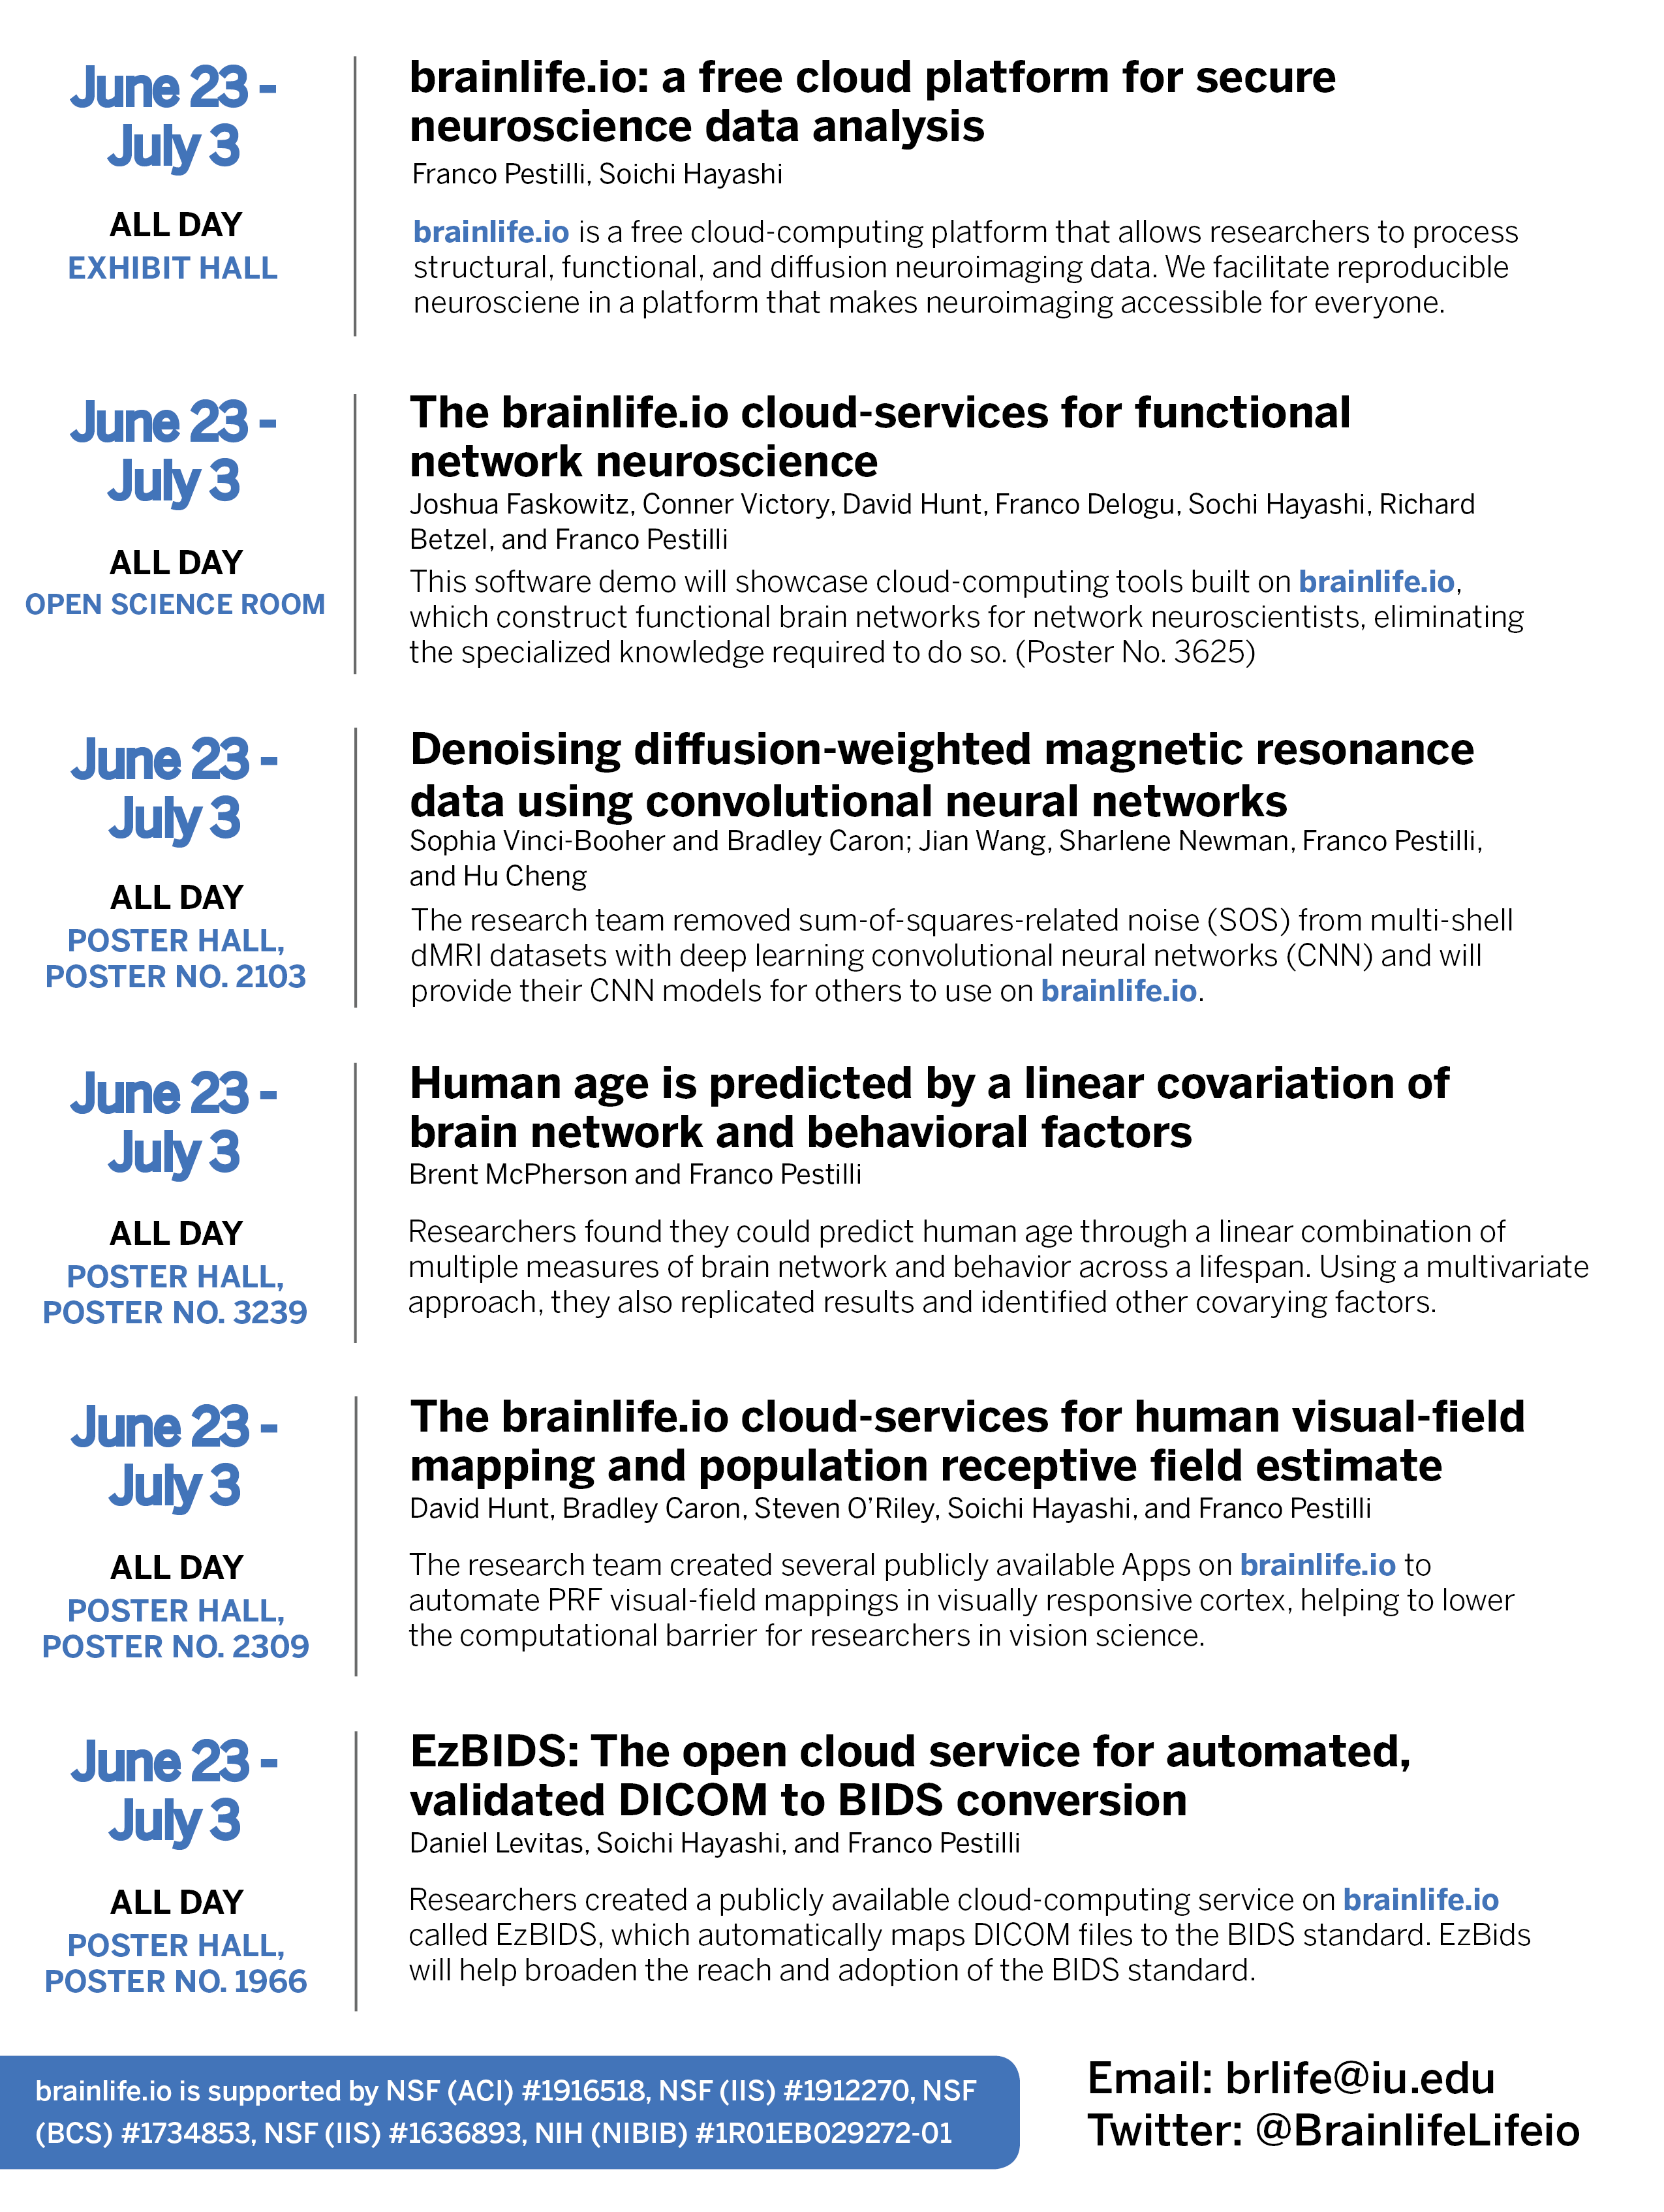 June 23 -
July 3
ALL DAY
EXHIBIT HALL
brainlife.io: a free cloud platform for secure
neuroscience data analysis
Franco Pestilli, Soichi Hayashi
brainlife.io is a free cloud-computing platform that allows researchers to process
structural, functional, and diffusion neuroimaging data. We facilitate reproducible
neurosciene in a platform that makes neuroimaging accessible for everyone.
June 23 -
July 3
ALL DAY
OPEN SCIENCE ROOM
The brainlife.io cloud-services for functional
network neuroscience
Joshua Faskowitz, Conner Victory, David Hunt, Franco Delogu, Sochi Hayashi, Richard
Betzel, and Franco Pestilli
This software demo will showcase cloud-computing tools built on brainlife.io,
which construct functional brain networks for network neuroscientists, eliminating
the specialized knowledge required to do so. (Poster No. 3625)
June 23 -
July 3
ALL DAY
POSTER HALL,
POSTER NO. 2103
Denoising diffusion-weighted magnetic resonance
data using convolutional neural networks
Sophia Vinci-Booher and Bradley Caron; Jian Wang, Sharlene Newman, Franco Pestilli,
and Hu Cheng
The research team removed sum-of-squares-related noise (SOS) from multi-shell
dMRI datasets with deep learning convolutional neural networks (CNN) and will
provide their CNN models for others to use on brainlife.io.
June 23 -
July 3
ALL DAY
POSTER HALL,
POSTER NO. 3239
Human age is predicted by a linear covariation of
brain network and behavioral factors
Brent McPherson and Franco Pestilli
Researchers found they could predict human age through a linear combination of
multiple measures of brain network and behavior across a lifespan. Using a multivariate
approach, they also replicated results and identified other covarying factors.
June 23 -
July 3
ALL DAY
POSTER HALL,
POSTER NO. 2309
The brainlife.io cloud-services for human visual-field
mapping and population receptive field estimate
David Hunt, Bradley Caron, Steven O'Riley, Soichi Hayashi, and Franco Pestilli
The research team created several publicly available Apps on brainlife.io to
automate PRF visual-field mappings in visually responsive cortex, helping to lower
the computational barrier for researchers in vision science.
June 23 -
July 3
ALL DAY
POSTER HALL,
POSTER NO. 1966
EzBIDS: The open cloud service for automated,
validated DICOM to BIDS conversion
Daniel Levitas, Soichi Hayashi, and Franco Pestilli
Researchers created a publicly available cloud-computing service on brainlife.io
called EzBIDS, which automatically maps DICOM files to the BIDS standard. EzBids
will help broaden the reach and adoption of the BIDS standard.
brainlife.io is supported by NSF (ACI) #1916518, NSF (IIS) #1912270, NSF
(BCS) #1734853, NSF (IIS) #1636893, NIH (NIBIB) #1R01EB029272-01
Email: brlife@iu.edu
Twitter: @BrainlifeLifeio